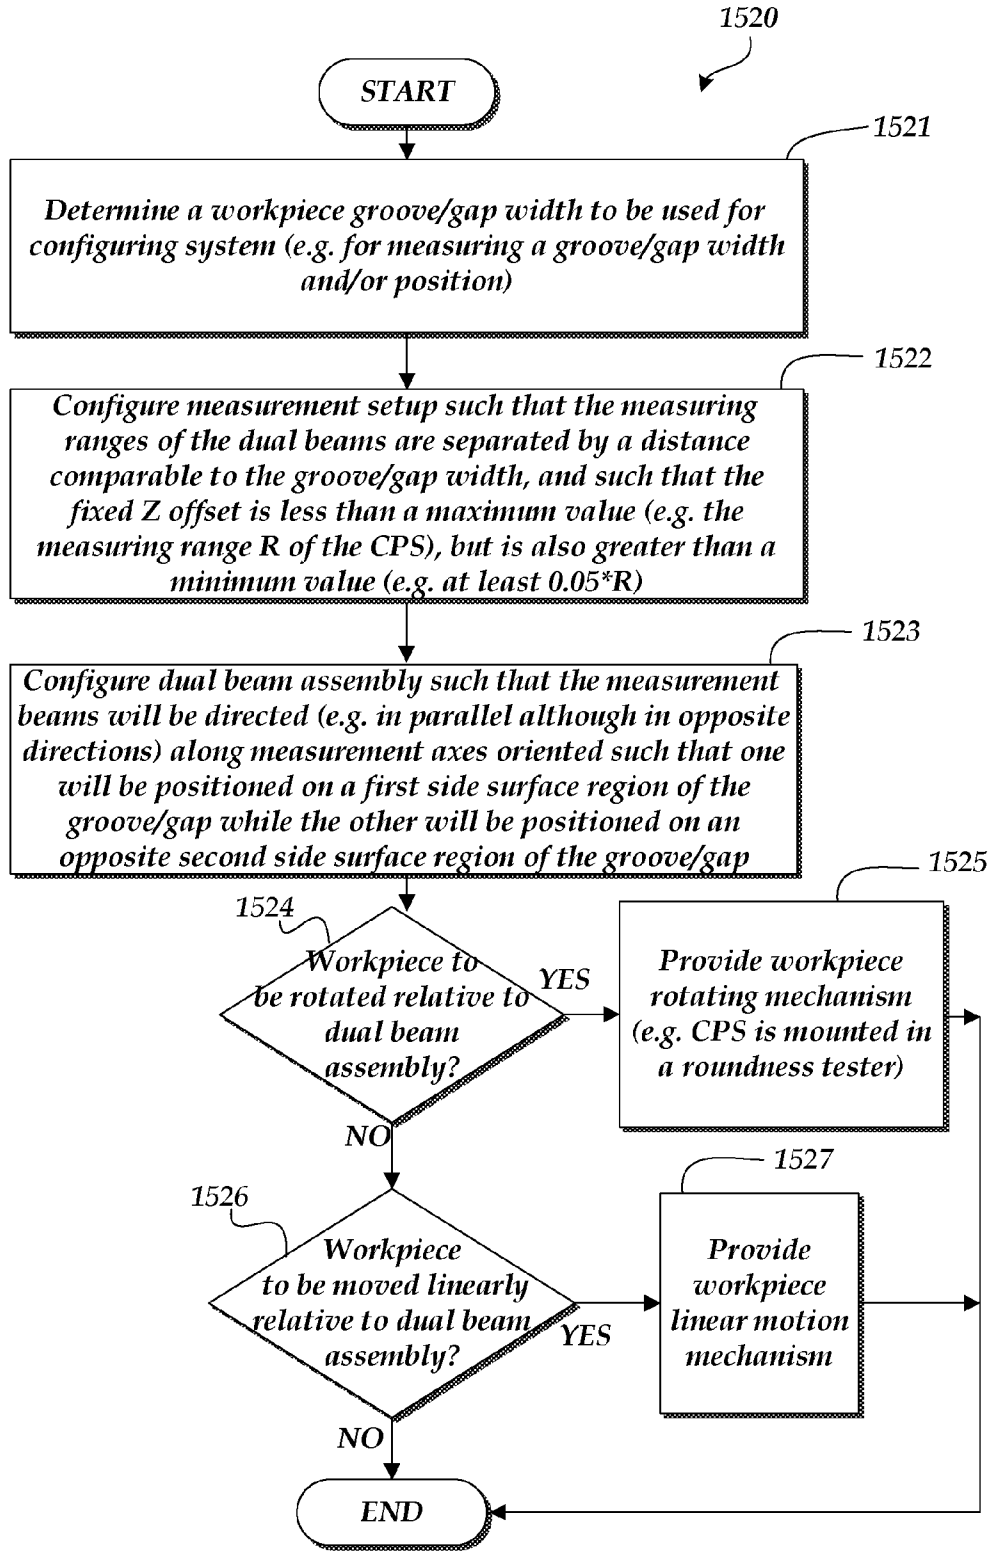 1520
START
1521
Determine a workpiece groove/gap width to be used for
configuring system (e.g. for measuring a groove/gap width
and/or position)
1522
Configure measurement setup such that the measuring
ranges of the dual beams are separated by a distance
comparable to the groove/gap width, and such that the
fixed Z offset is less than a maximum value (e.g. the
measuring range R of the CPS), but is also greater than a
minimum value (e.g. at least 0.05*R)
1523
Configure dual beam assembly such that the measurement
beams will be directed (e.g. in parallel although in opposite
directions) along measurement axes oriented such that one
will be positioned on a first side surface region of the
groove/gap while the other will be positioned on an
opposite second side surface region of the groove/gap
1524
Workpiece to
be rotated relative to
dual beam
assembly?
YES
1525
Provide workpiece
rotating mechanism
(e.g. CPS is mounted in
a roundness tester)
NO
1526
Workpiece
to be moved linearly
relative to dual beam
assembly?
YES
1527
Provide
workpiece
linear motion
mechanism
NO
END